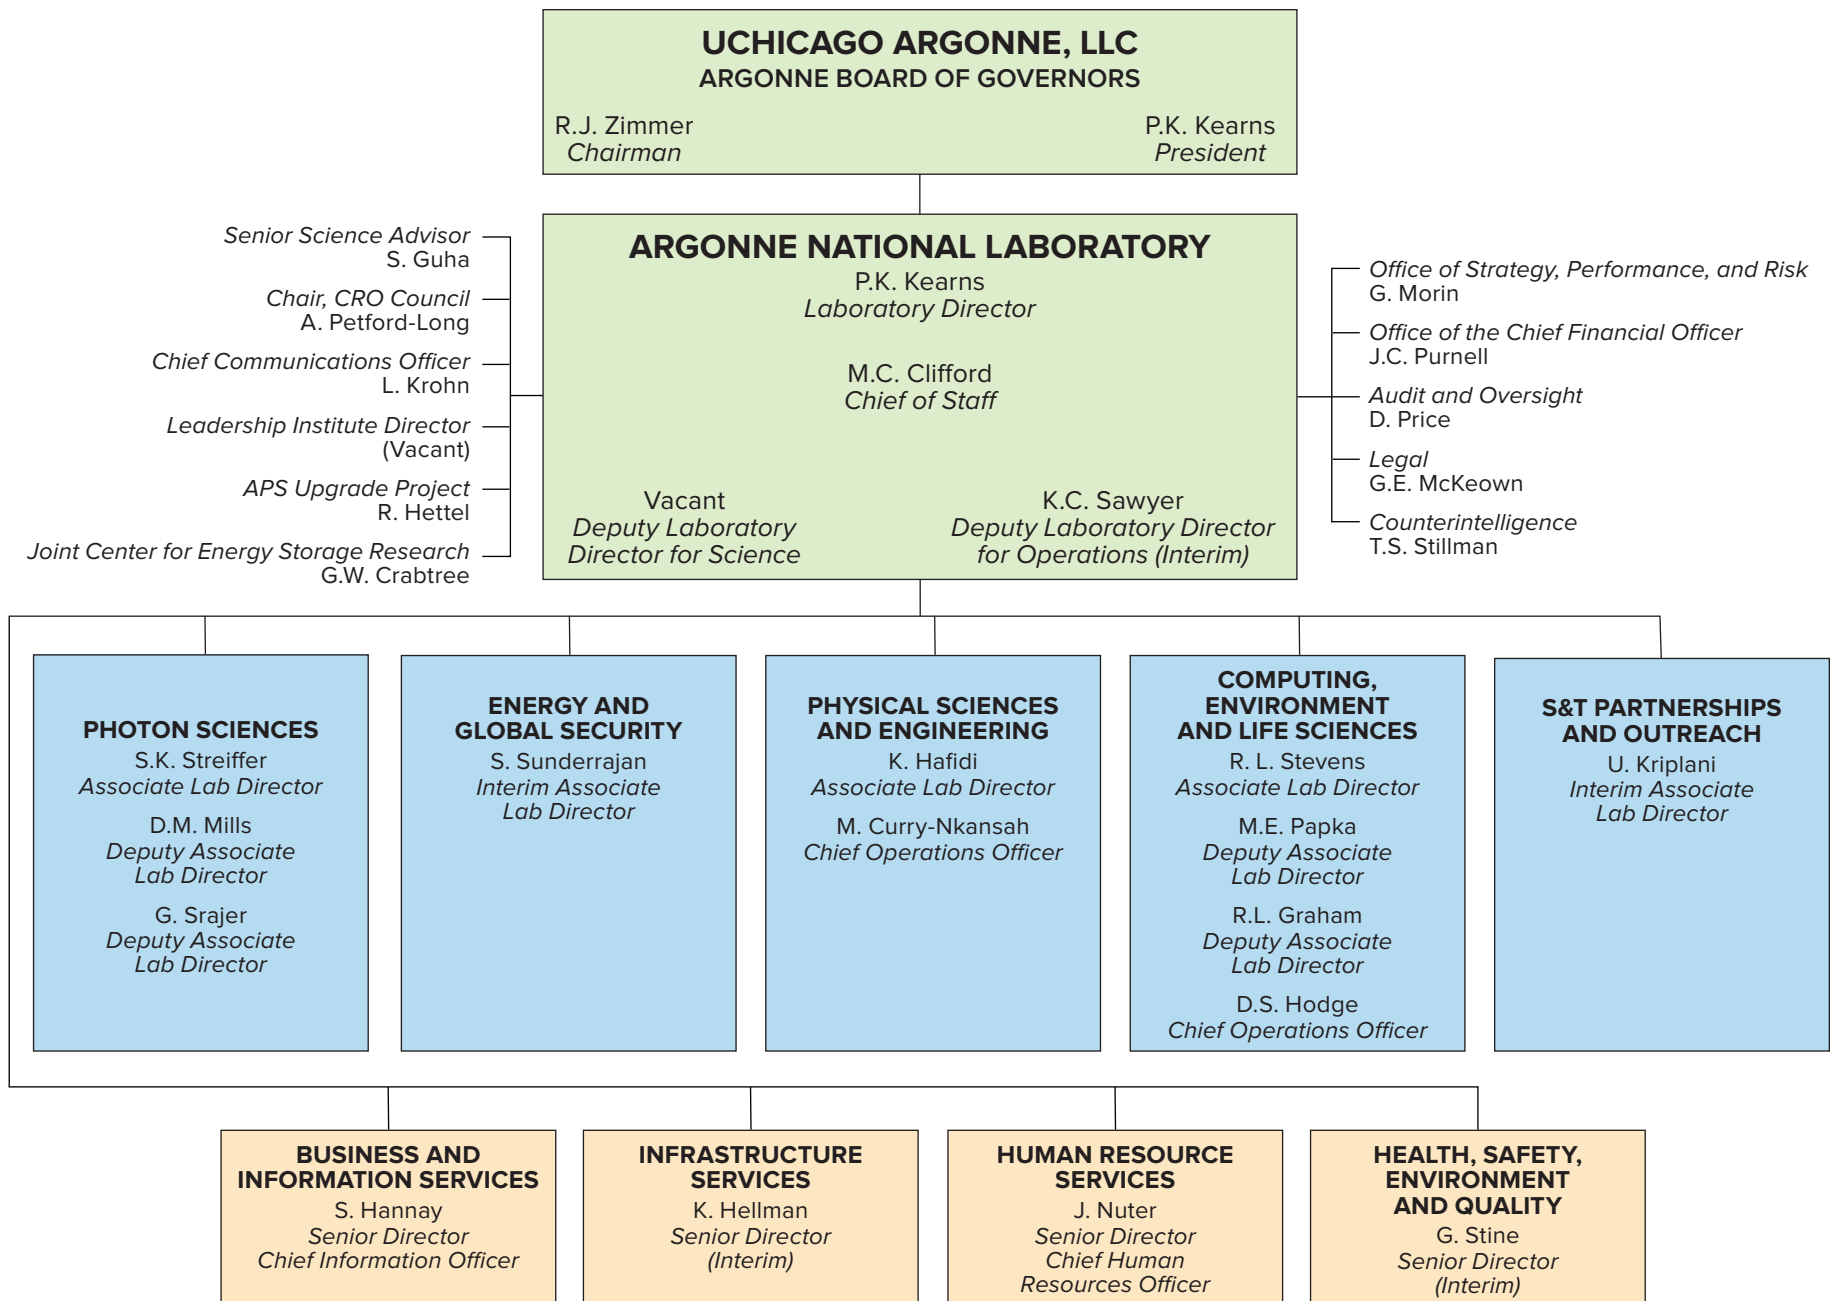 UCHICAGO ARGONNE, LLC
ARGONNE BOARD OF GOVERNORS
R.J. Zimmer
Chairman
P.K. Kearns
President
Senior Science Advisor
S. Guha
Chair, CRO Council
A. Petford-Long
Chief Communications Officer
L. Krohn
Leadership Institute Director
(Vacant)
APS Upgrade Project
R. Hettel
Joint Center for Energy Storage Research
G.W. Crabtree
ARGONNE NATIONAL LABORATORY
P.K. Kearns
Laboratory Director
M.C. Clifford
Chief of Staff
Vacant
Deputy Laboratory
Director for Science
K.C. Sawyer
Deputy Laboratory Director
for Operations (Interim)
Office of Strategy, Performance, and Risk
G. Morin
Office of the Chief Financial Officer
J.C. Purnell
Audit and Oversight
D. Price
Legal
G.E. McKeown
Counterintelligence
T.S. Stillman
PHOTON SCIENCES
S.K. Streiffer
Associate Lab Director
D.M. Mills
Deputy Associate
Lab Director
G. Srajer
Deputy Associate
Lab Director
ENERGY AND
GLOBAL SECURITY
S. Sunderrajan
Interim Associate
Lab Director
PHYSICAL SCIENCES
AND ENGINEERING
K. Hafidi
Associate Lab Director
M. Curry-Nkansah
Chief Operations Officer
COMPUTING,
ENVIRONMENT
AND LIFE SCIENCES
R. L. Stevens
Associate Lab Director
M.E. Papka
Deputy Associate
Lab Director
R.L. Graham
Deputy Associate
Lab Director
D.S. Hodge
Chief Operations Officer
S&T PARTNERSHIPS
AND OUTREACH
U. Kriplani
Interim Associate
Lab Director
BUSINESS AND
INFORMATION SERVICES
S. Hannay
Senior Director
Chief Information Officer
INFRASTRUCTURE
SERVICES
K. Hellman
Senior Director
(Interim)
HUMAN RESOURCE
SERVICES
J. Nuter
Senior Director
Chief Human
Resources Officer
HEALTH, SAFETY,
ENVIRONMENT
AND QUALITY
G. Stine
Senior Director
(Interim)